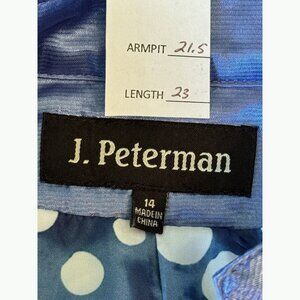 ARMPIT 21.5
LENGTH 23
J. Peterman
14
MADE IN
CHINA